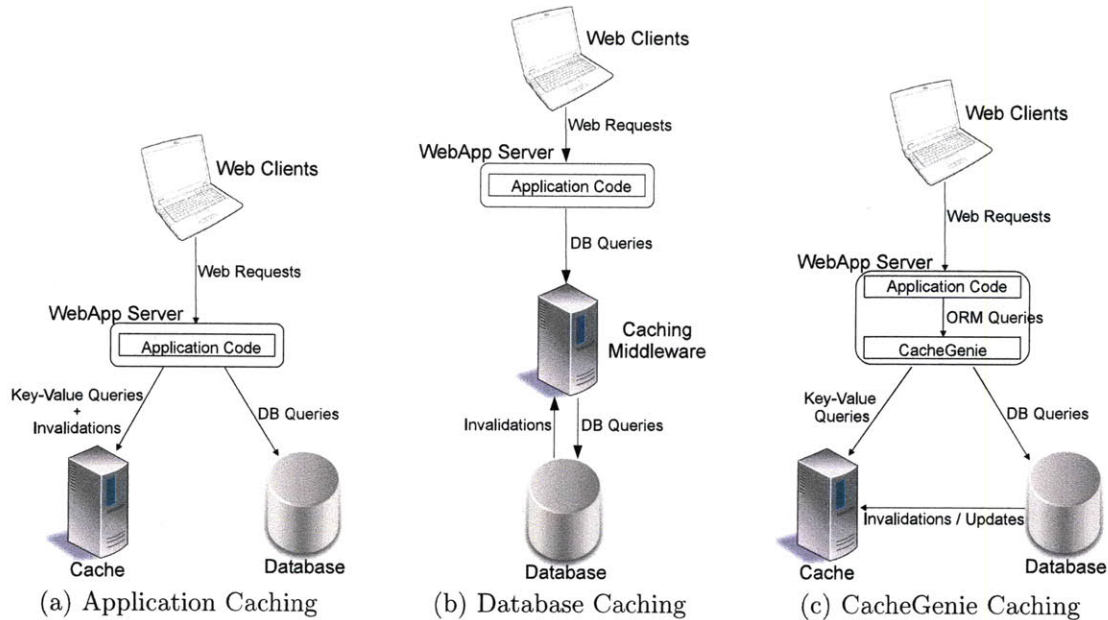 Web Clients
Web Requests
WebApp Server
Application Code
Key-Value Queries
+
Invalidations
DB Queries
Cache
Database
(a) Application Caching
Web Clients
Web Requests
WebApp Server
Application Code
DB Queries
Caching
Middleware
Invalidations
DB Queries
Database
(b) Database Caching
Web Clients
Web Requests
WebApp Server
Application Code
ORM Queries
CacheGenie
Key-Value
Queries
DB Queries
Invalidations / Updates
Cache
Database
(c) CacheGenie Caching